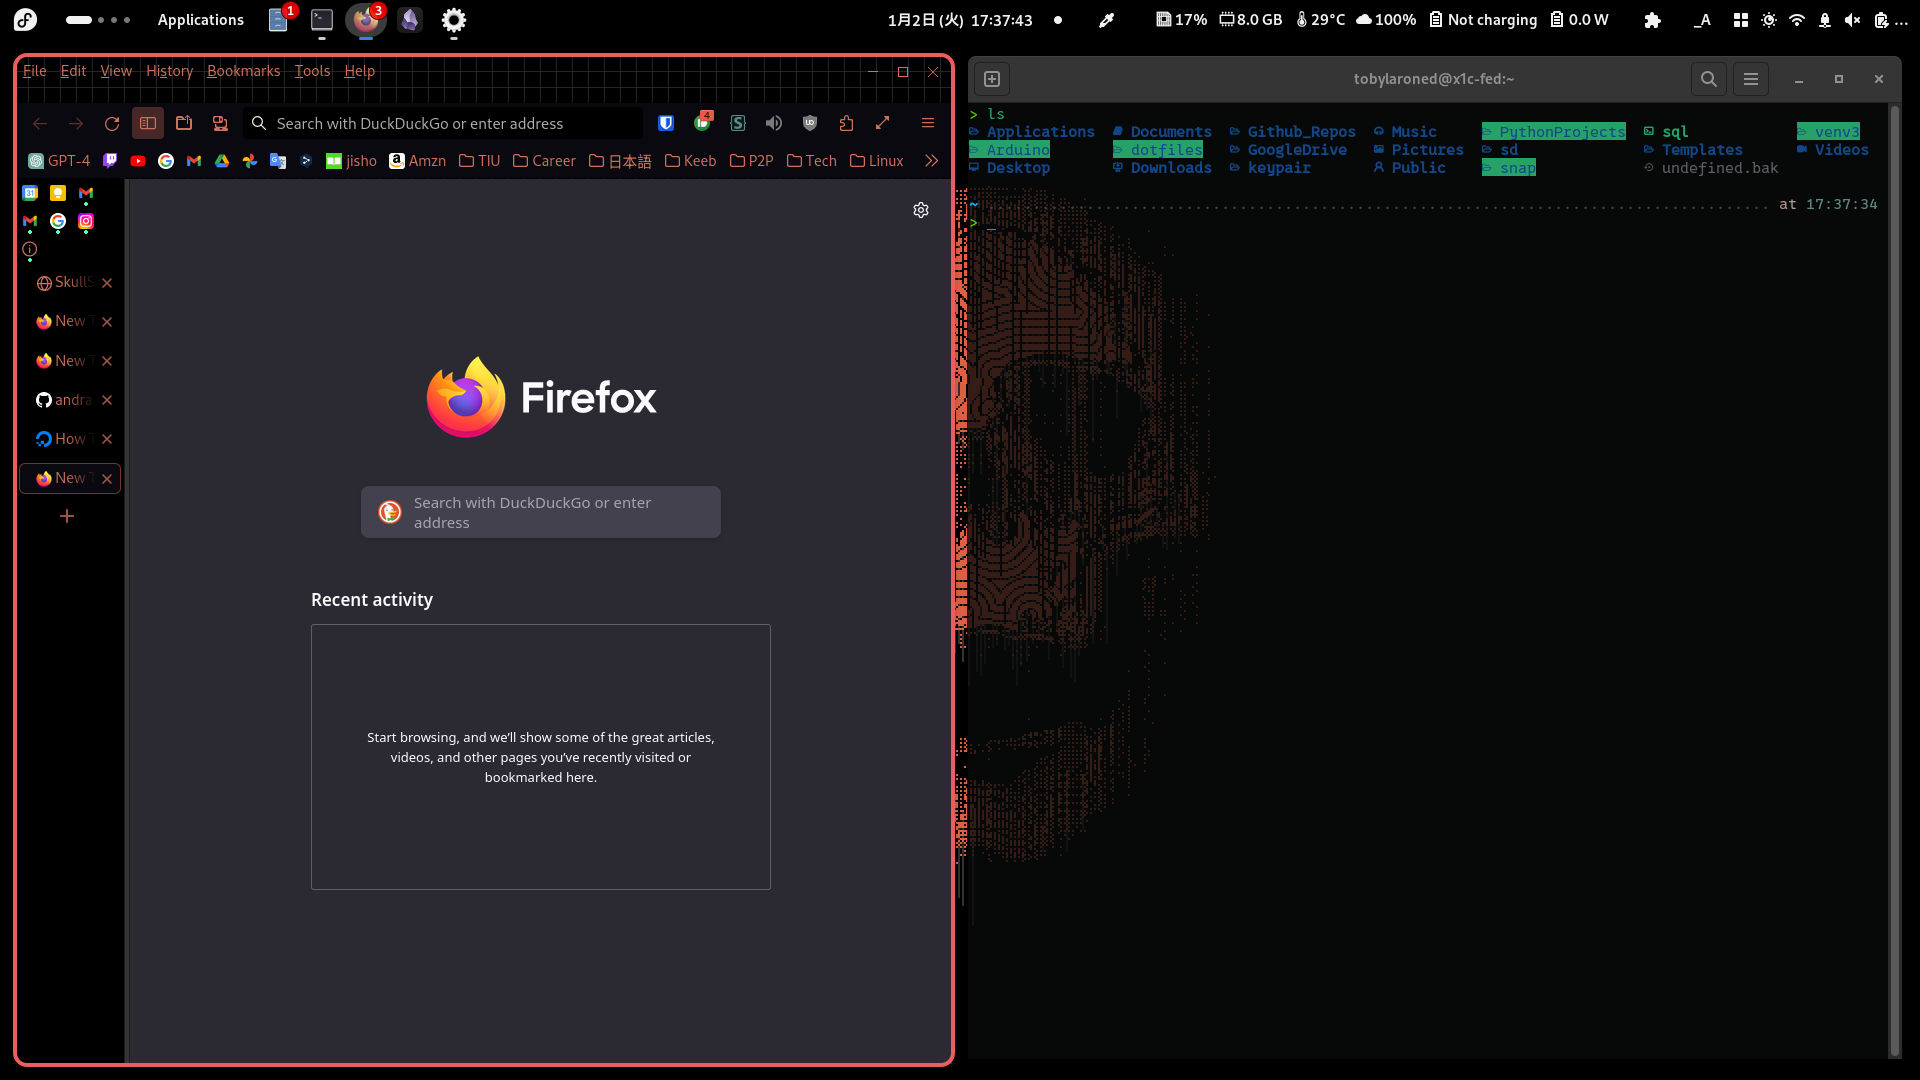 Applications 1 3 1月2日 (火) 17:37:43 17% 8.0 GB 29°C 100% Not charging 0.0 W _A ...
File Edit View History Bookmarks Tools Help
Search with DuckDuckGo or enter address 4
GPT-4 jisho Amzn TIU Career 日本語 Keeb P2P Tech Linux
31
SkullS
New T
New T
andra
How T
New T
Firefox
Search with DuckDuckGo or enter
address
Recent activity
Start browsing, and we'll show some of the great articles,
videos, and other pages you've recently visited or
bookmarked here.
tobylaroned@x1c-fed:~
> ls
Applications Documents Github_Repos Music PythonProjects sql venv3
Arduino dotfiles GoogleDrive Pictures sd Templates Videos
Desktop Downloads keypair Public snap undefined.bak
~ at 17:37:34
> _